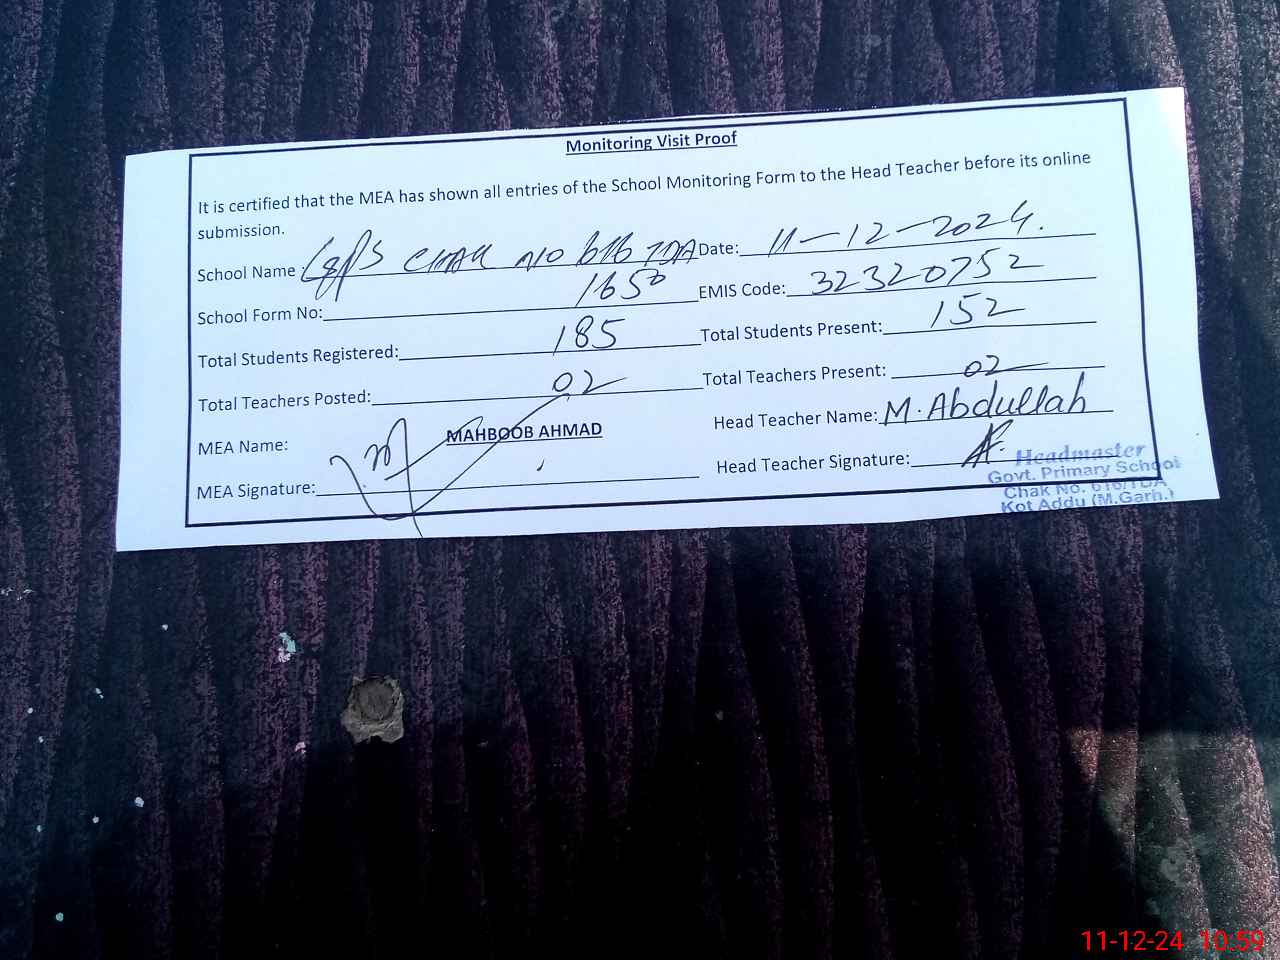 Monitoring Visit Proof
It is certified that the MEA has shown all entries of the School Monitoring Form to the Head Teacher before its online
submission.
School Name GPS CHAK NO 616 TDA Date: 11-12-2024.
School Form No: 1650 EMIS Code: 32320752
Total Students Registered: 185 Total Students Present: 152
Total Teachers Posted: 02 Total Teachers Present: 02
MEA Name: MAHBOOB AHMAD Head Teacher Name: M. Abdullah
MEA Signature: Head Teacher Signature:
Headmaster
Govt. Primary School
Chak No. 616/TDA
Kot Addu (M.Garh.)
11-12-24 10:59